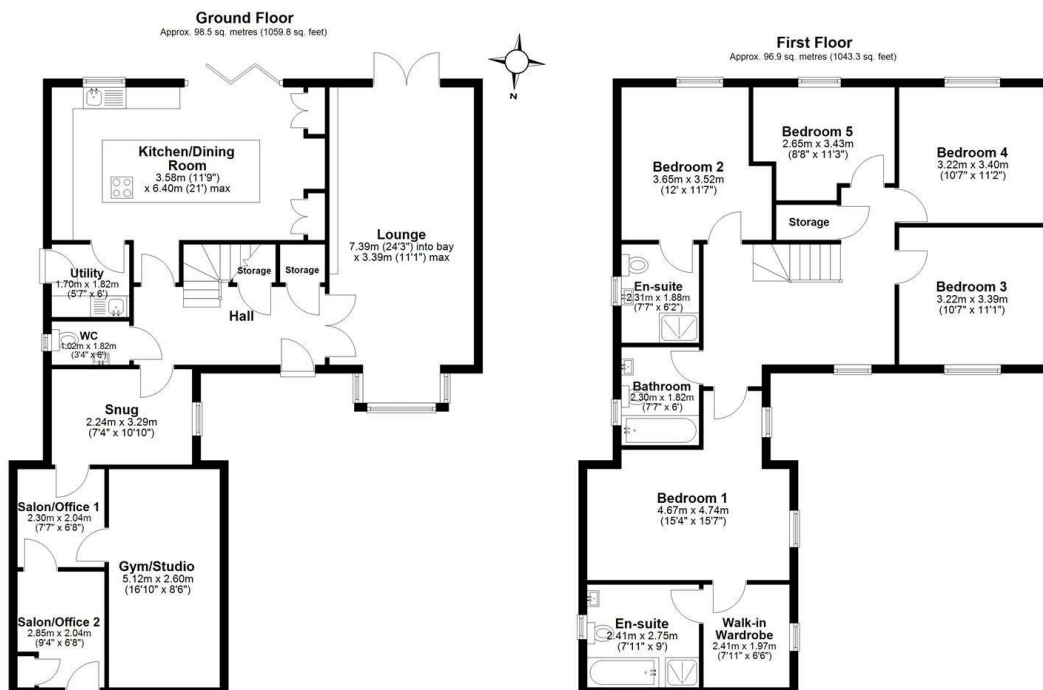 Ground Floor
Approx. 98.5 sq. metres (1059.8 sq. feet)
N
Kitchen/Dining
Room
3.58m (11'9")
x 6.40m (21') max
Lounge
7.39m (24'3") into bay
x 3.39m (11'1") max
Utility
1.70m x 1.82m
(5'7" x 6')
Storage
Storage
Hall
WC
1.02m x 1.82m
(3'4" x 6')
Snug
2.24m x 3.29m
(7'4" x 10'10")
Salon/Office 1
2.30m x 2.04m
(7'7" x 6'8")
Gym/Studio
5.12m x 2.60m
(16'10" x 8'6")
Salon/Office 2
2.85m x 2.04m
(9'4" x 6'8")
First Floor
Approx. 96.9 sq. metres (1043.3 sq. feet)
Bedroom 2
3.65m x 3.52m
(12' x 11'7")
Bedroom 5
2.65m x 3.43m
(8'8" x 11'3")
Bedroom 4
3.22m x 3.40m
(10'7" x 11'2")
Storage
En-suite
2.31m x 1.88m
(7'7" x 6'2")
Bedroom 3
3.22m x 3.39m
(10'7" x 11'1")
Bathroom
2.30m x 1.82m
(7'7" x 6')
Bedroom 1
4.67m x 4.74m
(15'4" x 15'7")
En-suite
2.41m x 2.75m
(7'11" x 9')
Walk-in
Wardrobe
2.41m x 1.97m
(7'11" x 6'6")